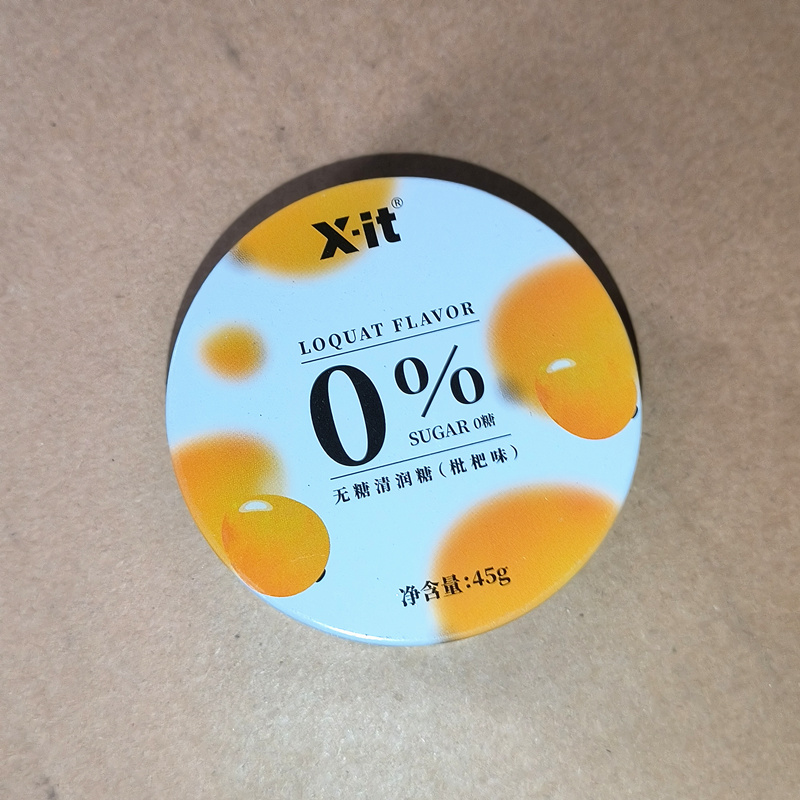 X-it®
LOQUAT FLAVOR
0%
SUGAR 0糖
无糖清润糖(枇杷味)
净含量:45g